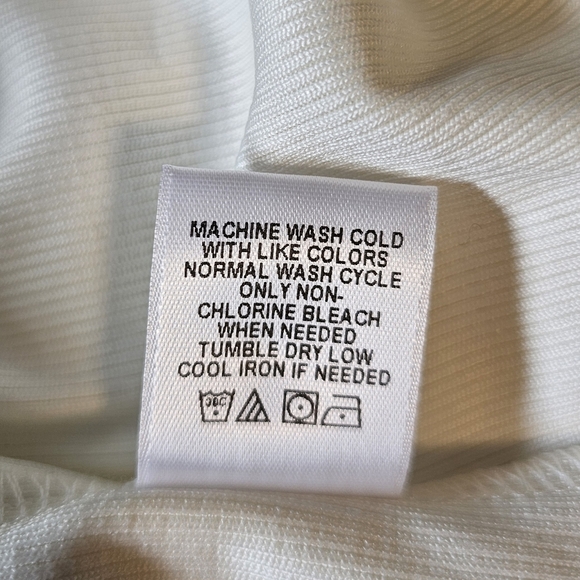 MACHINE WASH COLD
WITH LIKE COLORS
NORMAL WASH CYCLE
ONLY NON-
CHLORINE BLEACH
WHEN NEEDED
TUMBLE DRY LOW
COOL IRON IF NEEDED
30C